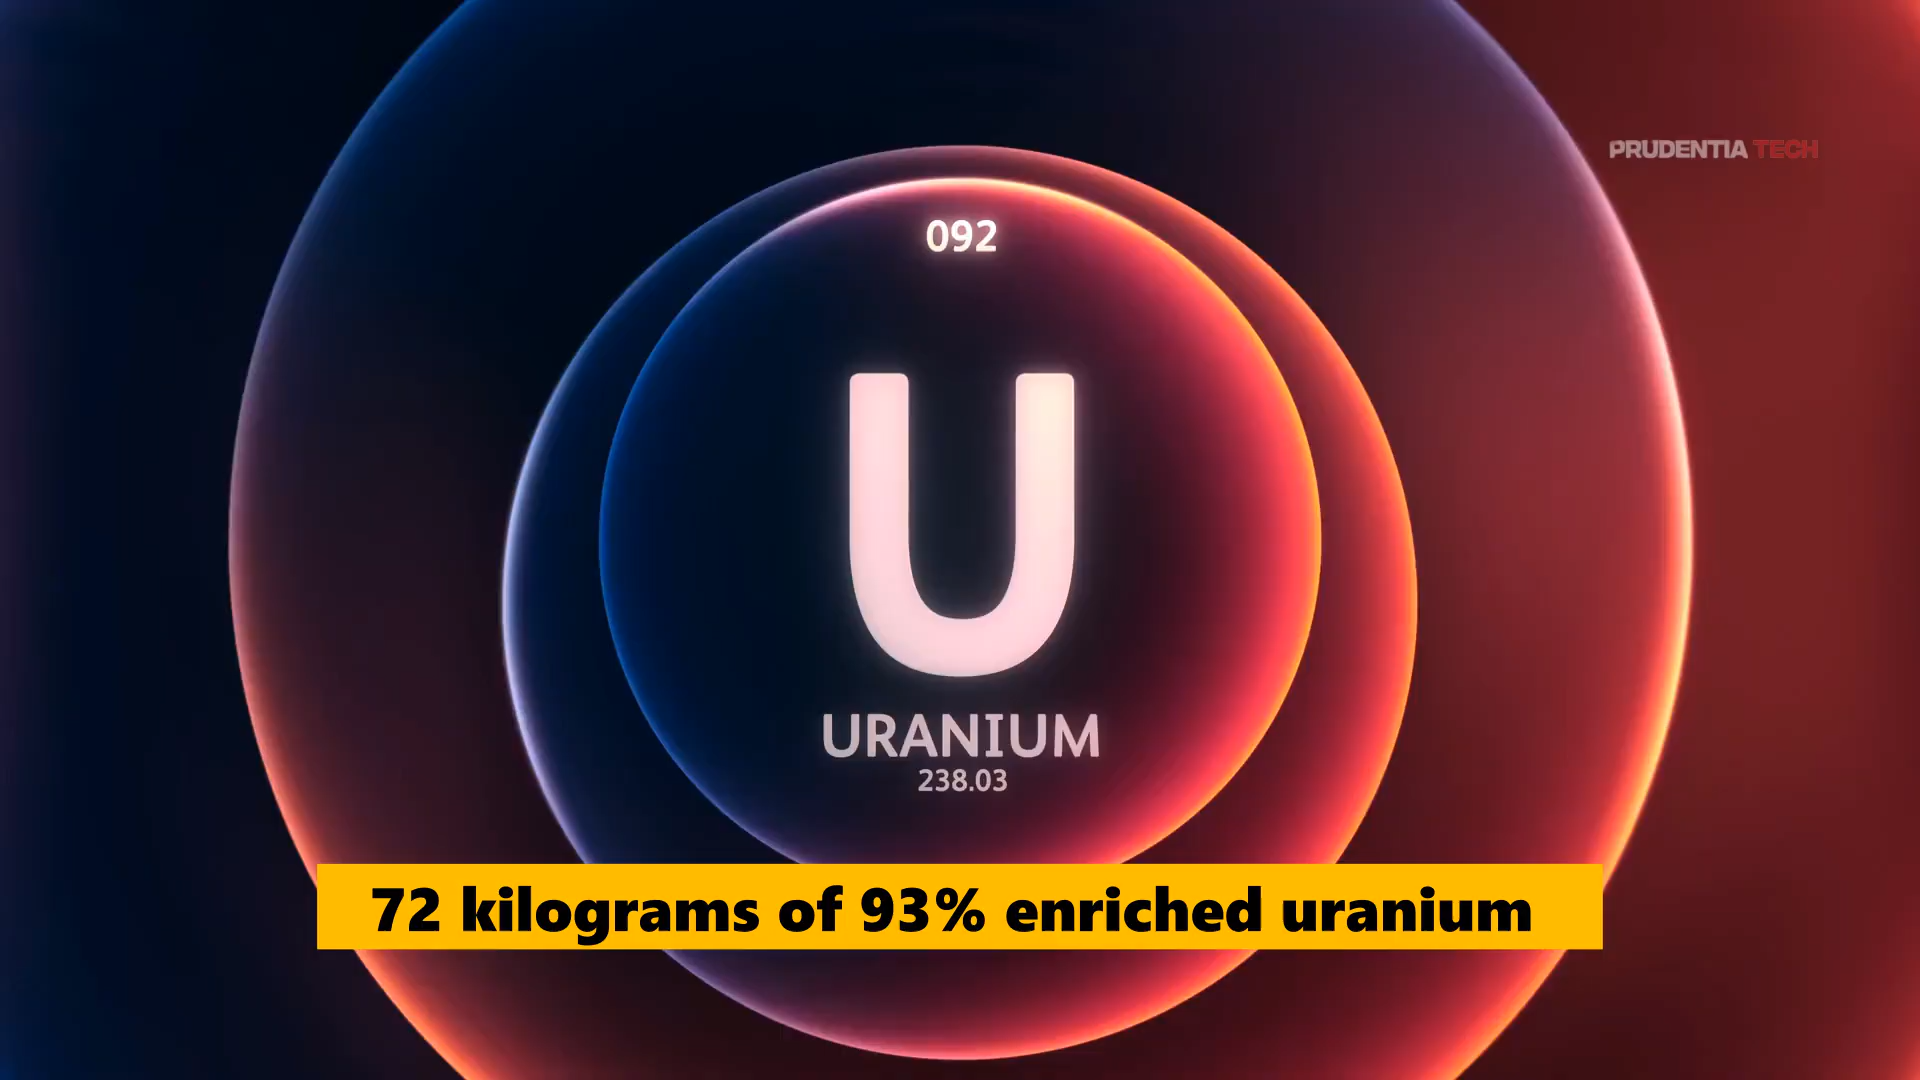 PRUDENTIA TECH
092
U
URANIUM
238.03
72 kilograms of 93% enriched uranium